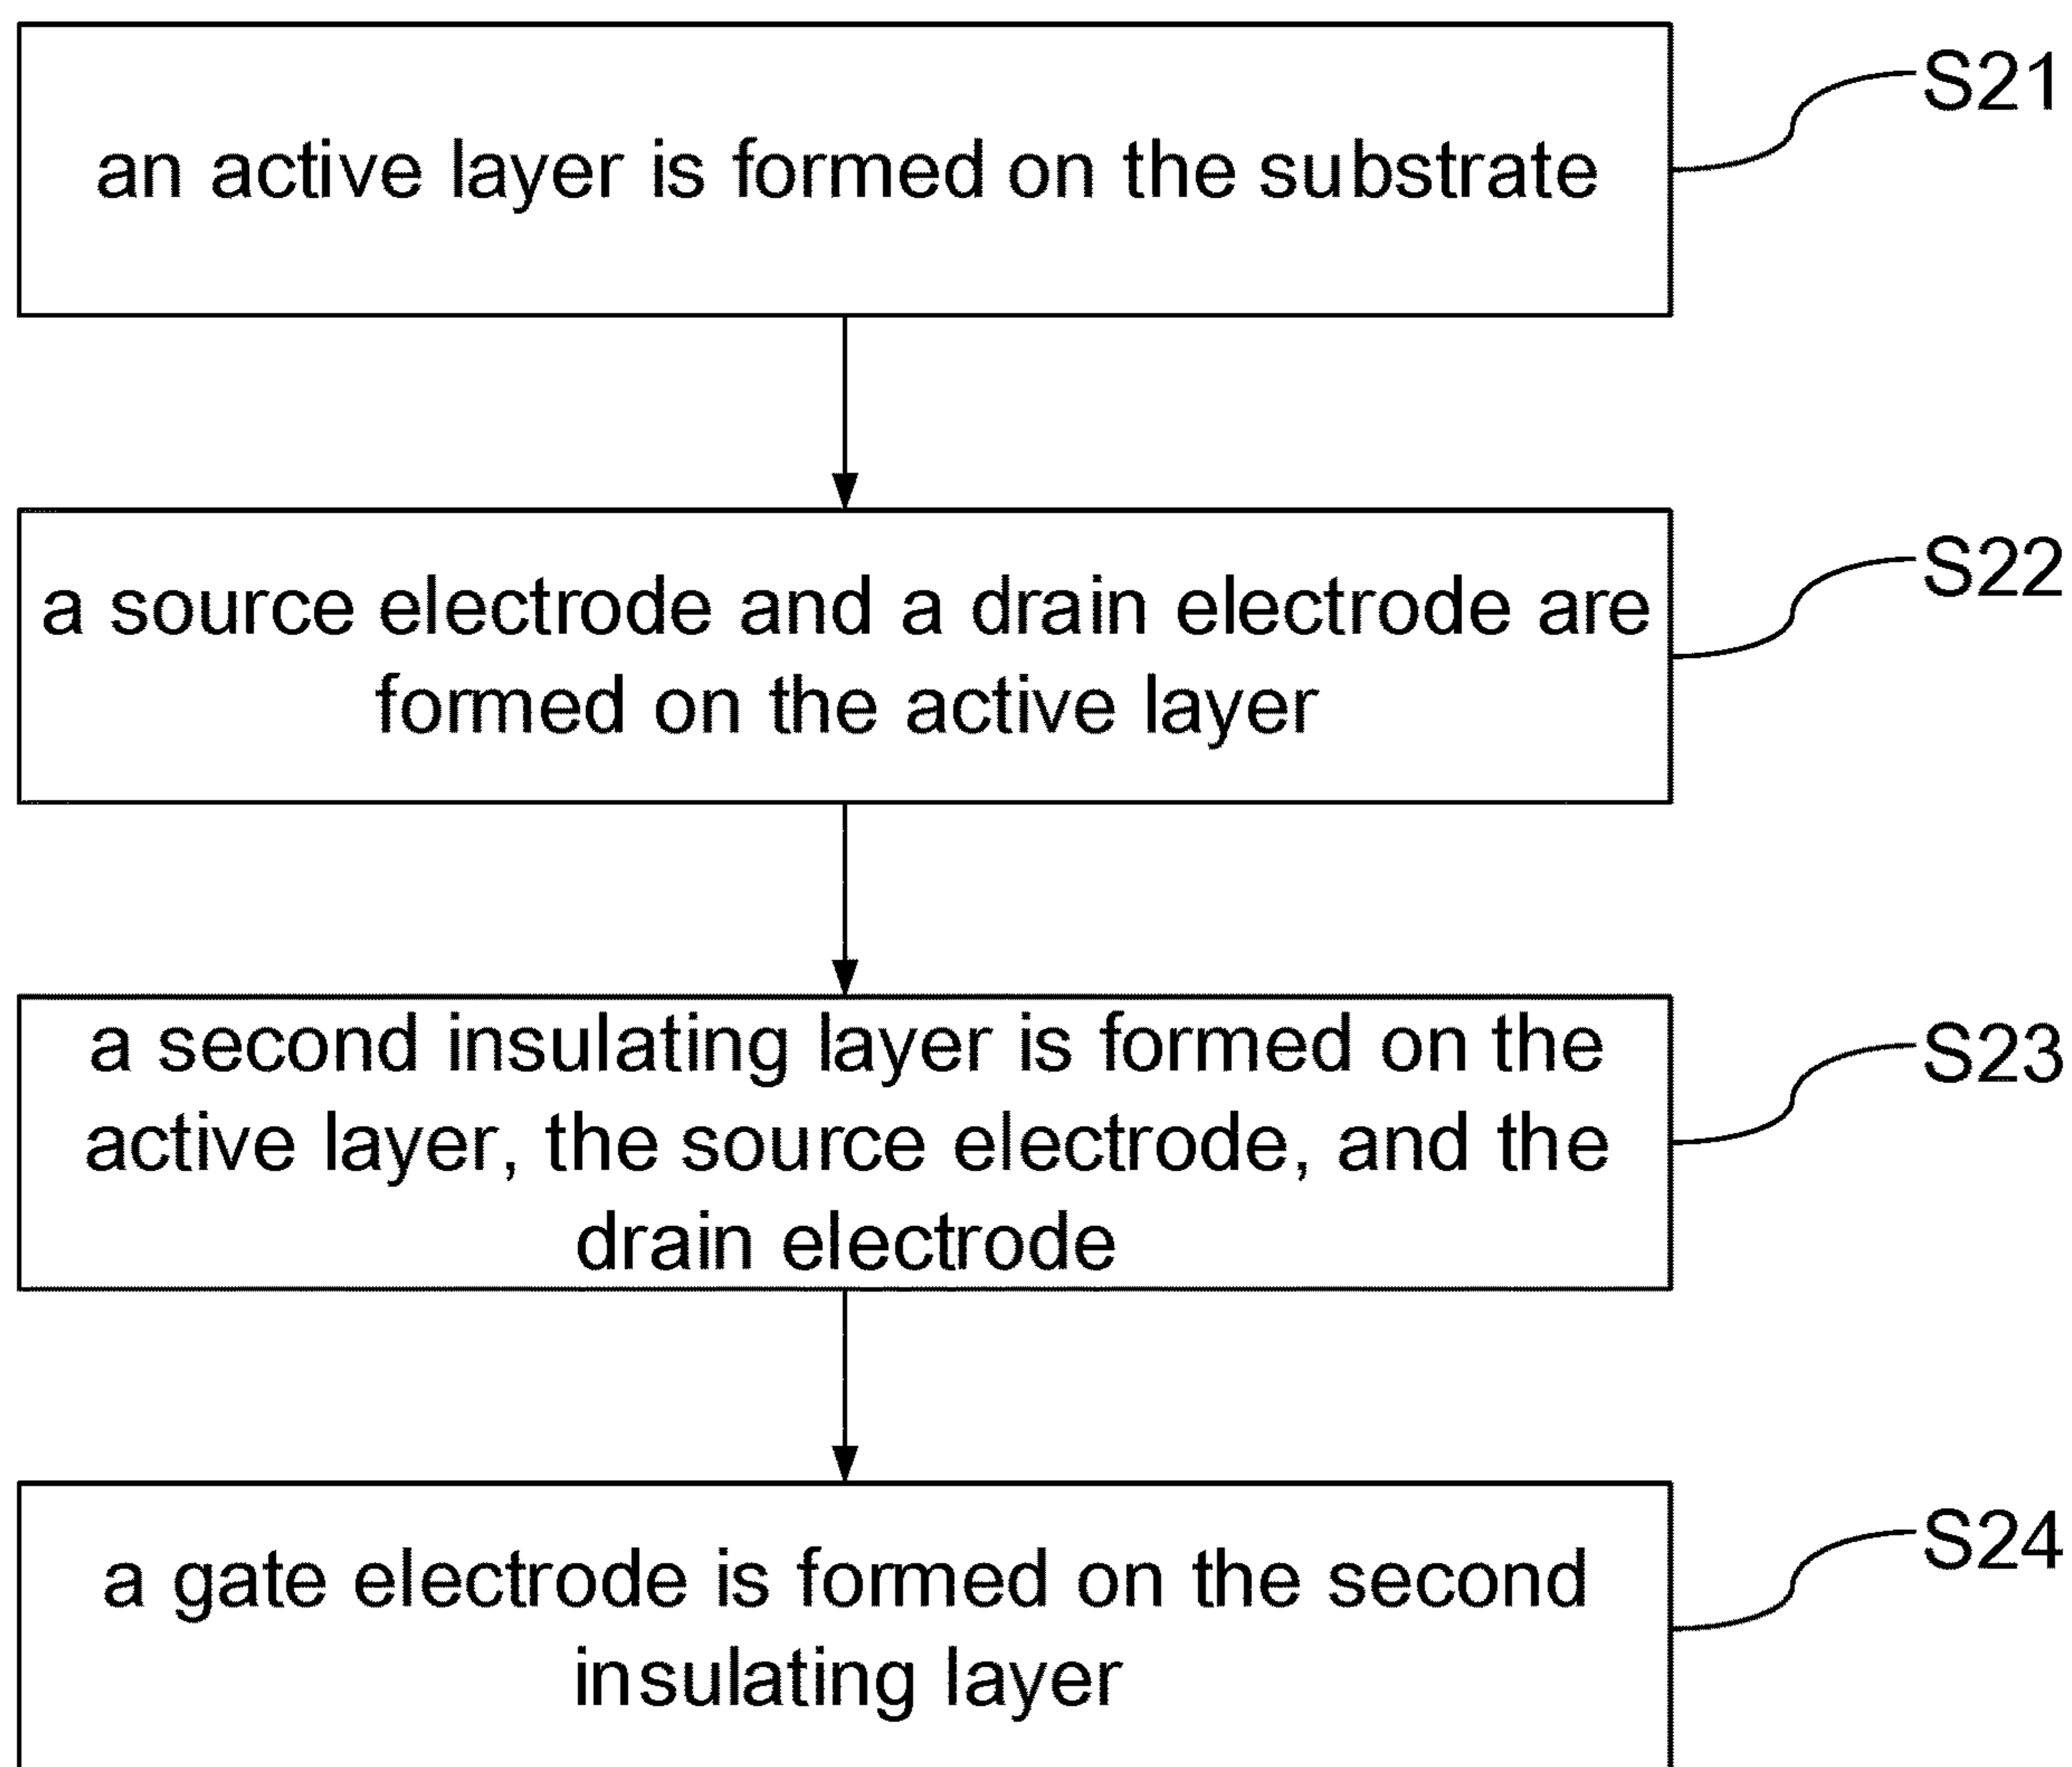 S21
an active layer is formed on the substrate
S22
a source electrode and a drain electrode are
formed on the active layer
S23
a second insulating layer is formed on the
active layer, the source electrode, and the
drain electrode
S24
a gate electrode is formed on the second
insulating layer